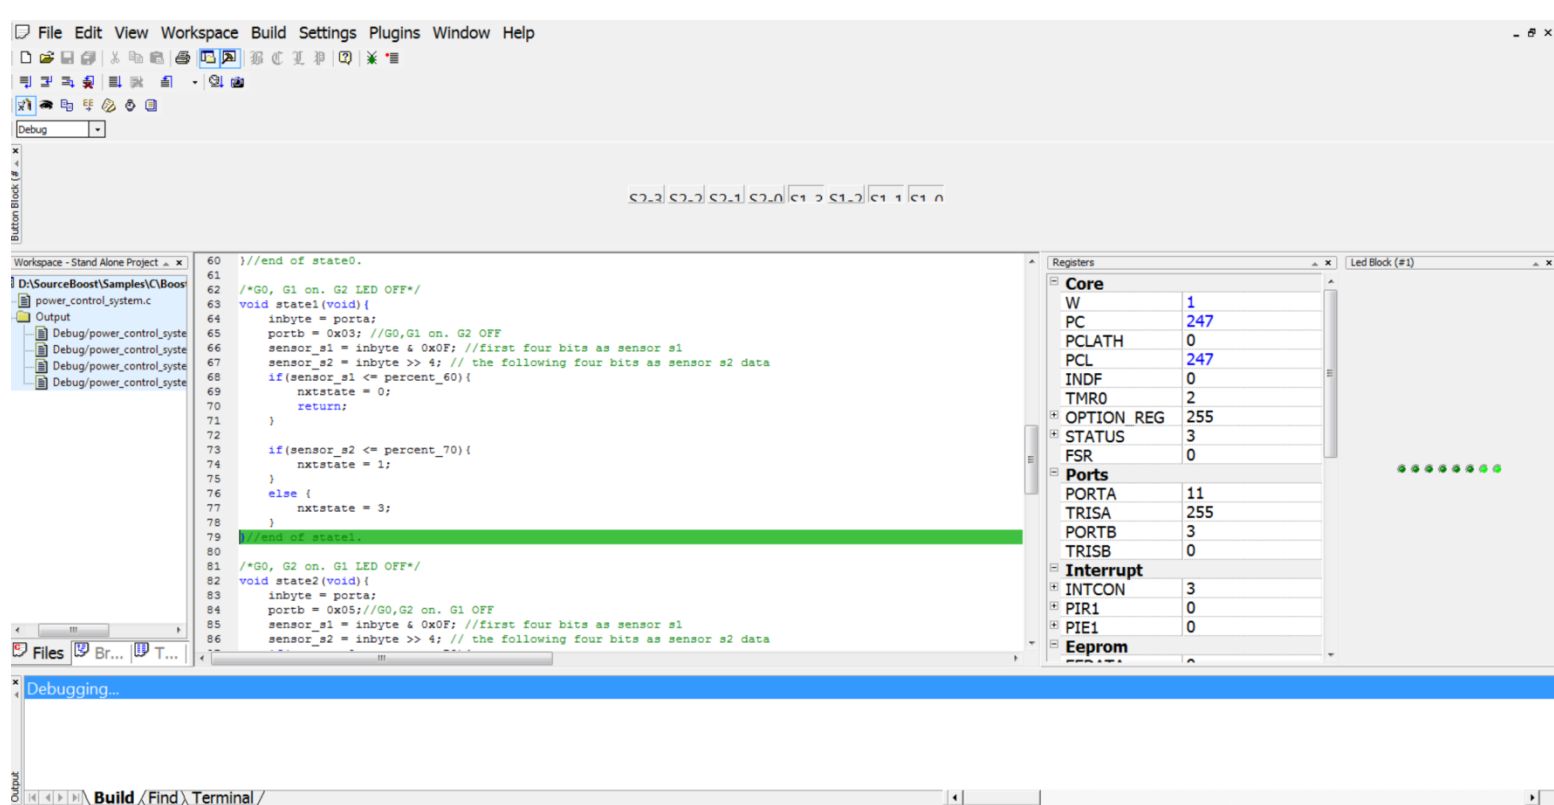 File Edit View Workspace Build Settings Plugins Window Help
Debug
Button Block (#
S2-3 S2-2 S2-1 S2-0 S1-3 S1-2 S1-1 S1-0
Workspace - Stand Alone Project
D:\SourceBoost\Samples\C\Boos
power_control_system.c
Output
Debug/power_control_syste
Debug/power_control_syste
Debug/power_control_syste
Debug/power_control_syste
Files Br... T...
60 }//end of state0.
61
62 /*G0, G1 on. G2 LED OFF*/
63 void state1(void){
64 inbyte = porta;
65 portb = 0x03; //G0,G1 on. G2 OFF
66 sensor_s1 = inbyte & 0x0F; //first four bits as sensor s1
67 sensor_s2 = inbyte >> 4; // the following four bits as sensor s2 data
68 if(sensor_s1 <= percent_60){
69 nxtstate = 0;
70 return;
71 }
72
73 if(sensor_s2 <= percent_70){
74 nxtstate = 1;
75 }
76 else {
77 nxtstate = 3;
78 }
79 }//end of state1.
80
81 /*G0, G2 on. G1 LED OFF*/
82 void state2(void){
83 inbyte = porta;
84 portb = 0x05;//G0,G2 on. G1 OFF
85 sensor_s1 = inbyte & 0x0F; //first four bits as sensor s1
86 sensor_s2 = inbyte >> 4; // the following four bits as sensor s2 data
Registers
Core
W 1
PC 247
PCLATH 0
PCL 247
INDF 0
TMR0 2
OPTION_REG 255
STATUS 3
FSR 0
Ports
PORTA 11
TRISA 255
PORTB 3
TRISB 0
Interrupt
INTCON 3
PIR1 0
PIE1 0
Eeprom
EEDATA 0
Led Block (#1)
Debugging...
Output
Build Find Terminal